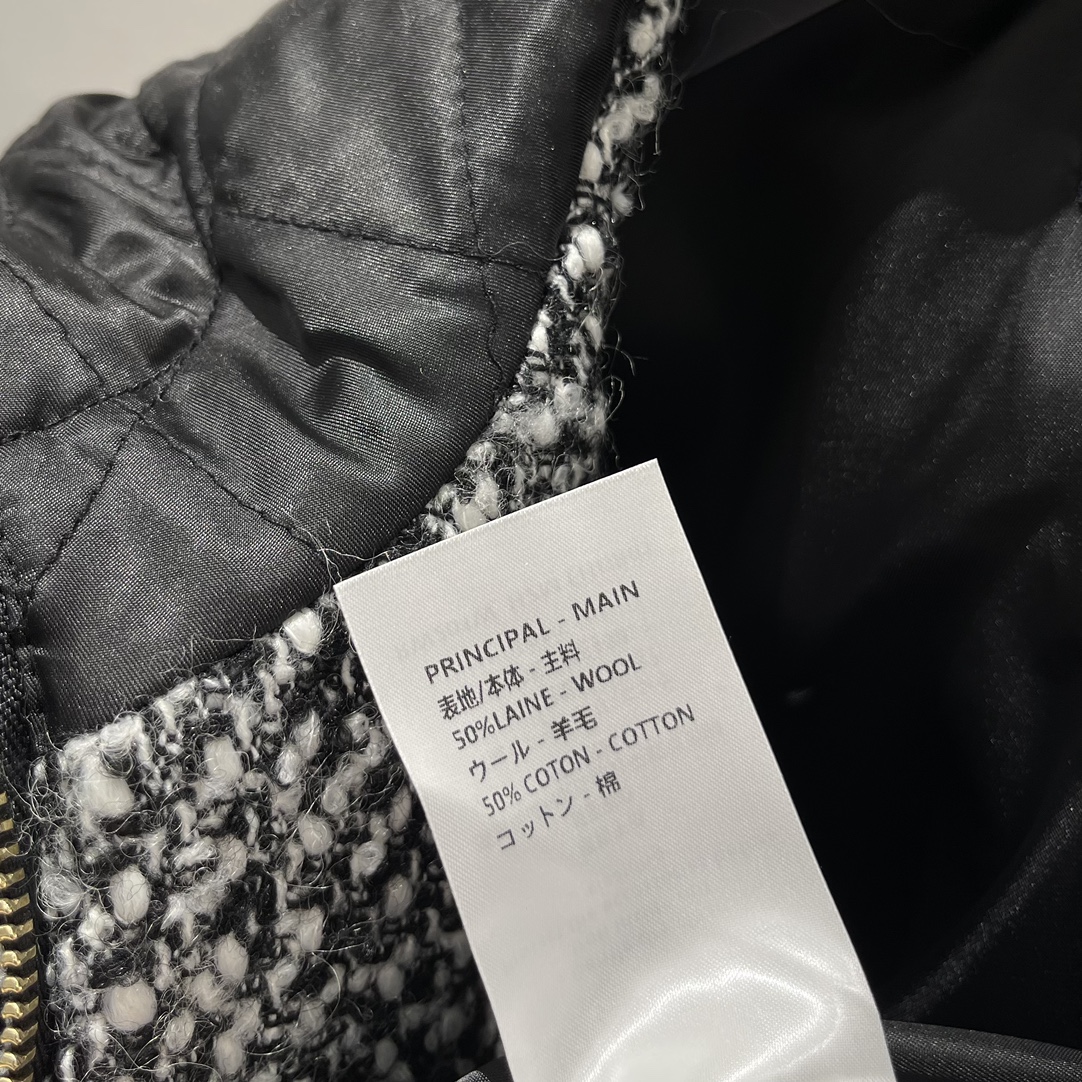 PRINCIPAL - MAIN
表地/本体 - 主料
50%LAINE - WOOL
ウール - 羊毛
50% COTON - COTTON
コットン - 棉